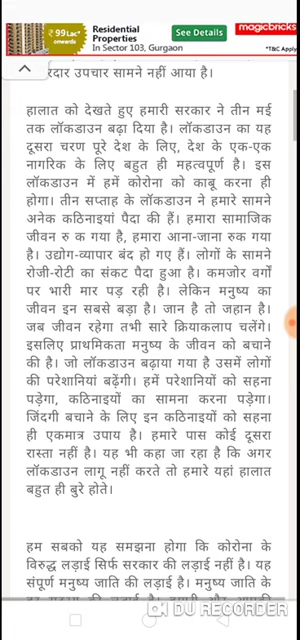 ₹ 99 Lac*
onwards
Residential
Properties
In Sector 103, Gurgaon
See Details
magicbricks
*T&C Apply
उपचार सामने नहीं आया है।
हालात को देखते हुए हमारी सरकार ने तीन मई
तक लॉकडाउन बढ़ा दिया है। लॉकडाउन का यह
दूसरा चरण पूरे देश के लिए, देश के एक-एक
नागरिक के लिए बहुत ही महत्वपूर्ण है। इस
लॉकडाउन में हमें कोरोना को काबू करना ही
होगा। तीन सप्ताह के लॉकडाउन ने हमारे सामने
अनेक कठिनाइयां पैदा की हैं। हमारा सामाजिक
जीवन रु क गया है, हमारा आना-जाना रुक गया
है। उद्योग-व्यापार बंद हो गए हैं। लोगों के सामने
रोजी-रोटी का संकट पैदा हुआ है। कमजोर वर्गों
पर भारी मार पड़ रही है। लेकिन मनुष्य का
जीवन इन सबसे बड़ा है। जान है तो जहान है।
जब जीवन रहेगा तभी सारे क्रियाकलाप चलेंगे।
इसलिए प्राथमिकता मनुष्य के जीवन को बचाने
की है। जो लॉकडाउन बढ़ाया गया है उसमें लोगों
की परेशानियां बढ़ेंगी। हमें परेशानियों को सहना
पड़ेगा, कठिनाइयों का सामना करना पड़ेगा।
जिंदगी बचाने के लिए इन कठिनाइयों को सहना
ही एकमात्र उपाय है। हमारे पास कोई दूसरा
रास्ता नहीं है। यह भी कहा जा रहा है कि अगर
लॉकडाउन लागू नहीं करते तो हमारे यहां हालात
बहुत ही बुरे होते।
हम सबको यह समझना होगा कि कोरोना के
विरुद्ध लड़ाई सिर्फ सरकार की लड़ाई नहीं है। यह
संपूर्ण मनुष्य जाति की लड़ाई है। मनुष्य जाति के
DU RECORDER